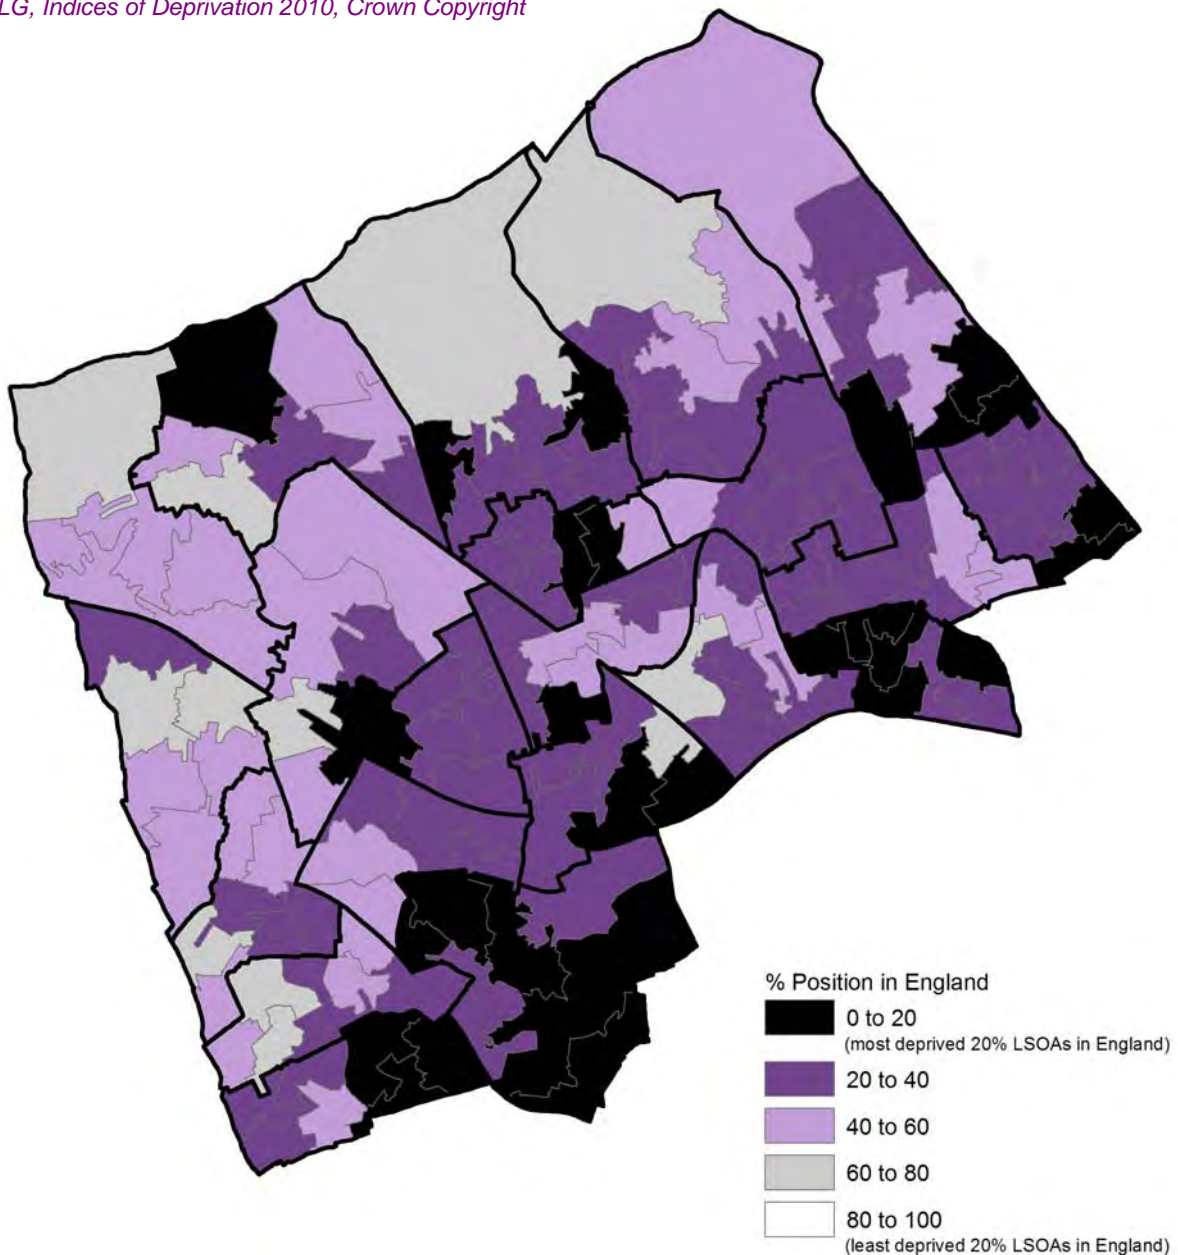 LG, Indices of Deprivation 2010, Crown Copyright
% Position in England
0 to 20
(most deprived 20% LSOAs in England)
20 to 40
40 to 60
60 to 80
80 to 100
(least deprived 20% LSOAs in England)